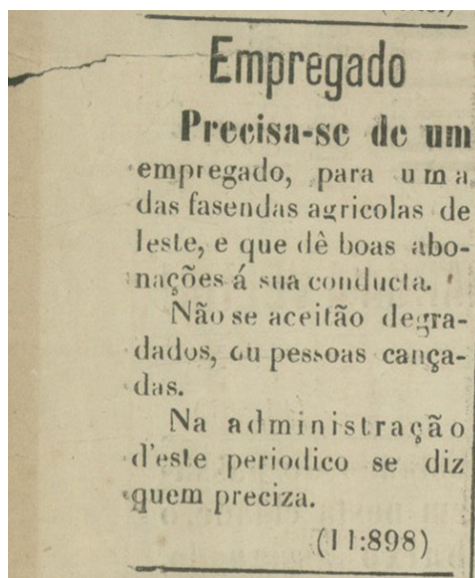 Empregado
Precisa-se de um
empregado, para uma
das fasendas agricolas de
leste, e que dê boas abo-
nações á sua conducta.
Não se aceitão degra-
dados, ou pessoas cança-
das.
Na administração
d'este periodico se diz
quem preciza.
(11:898)